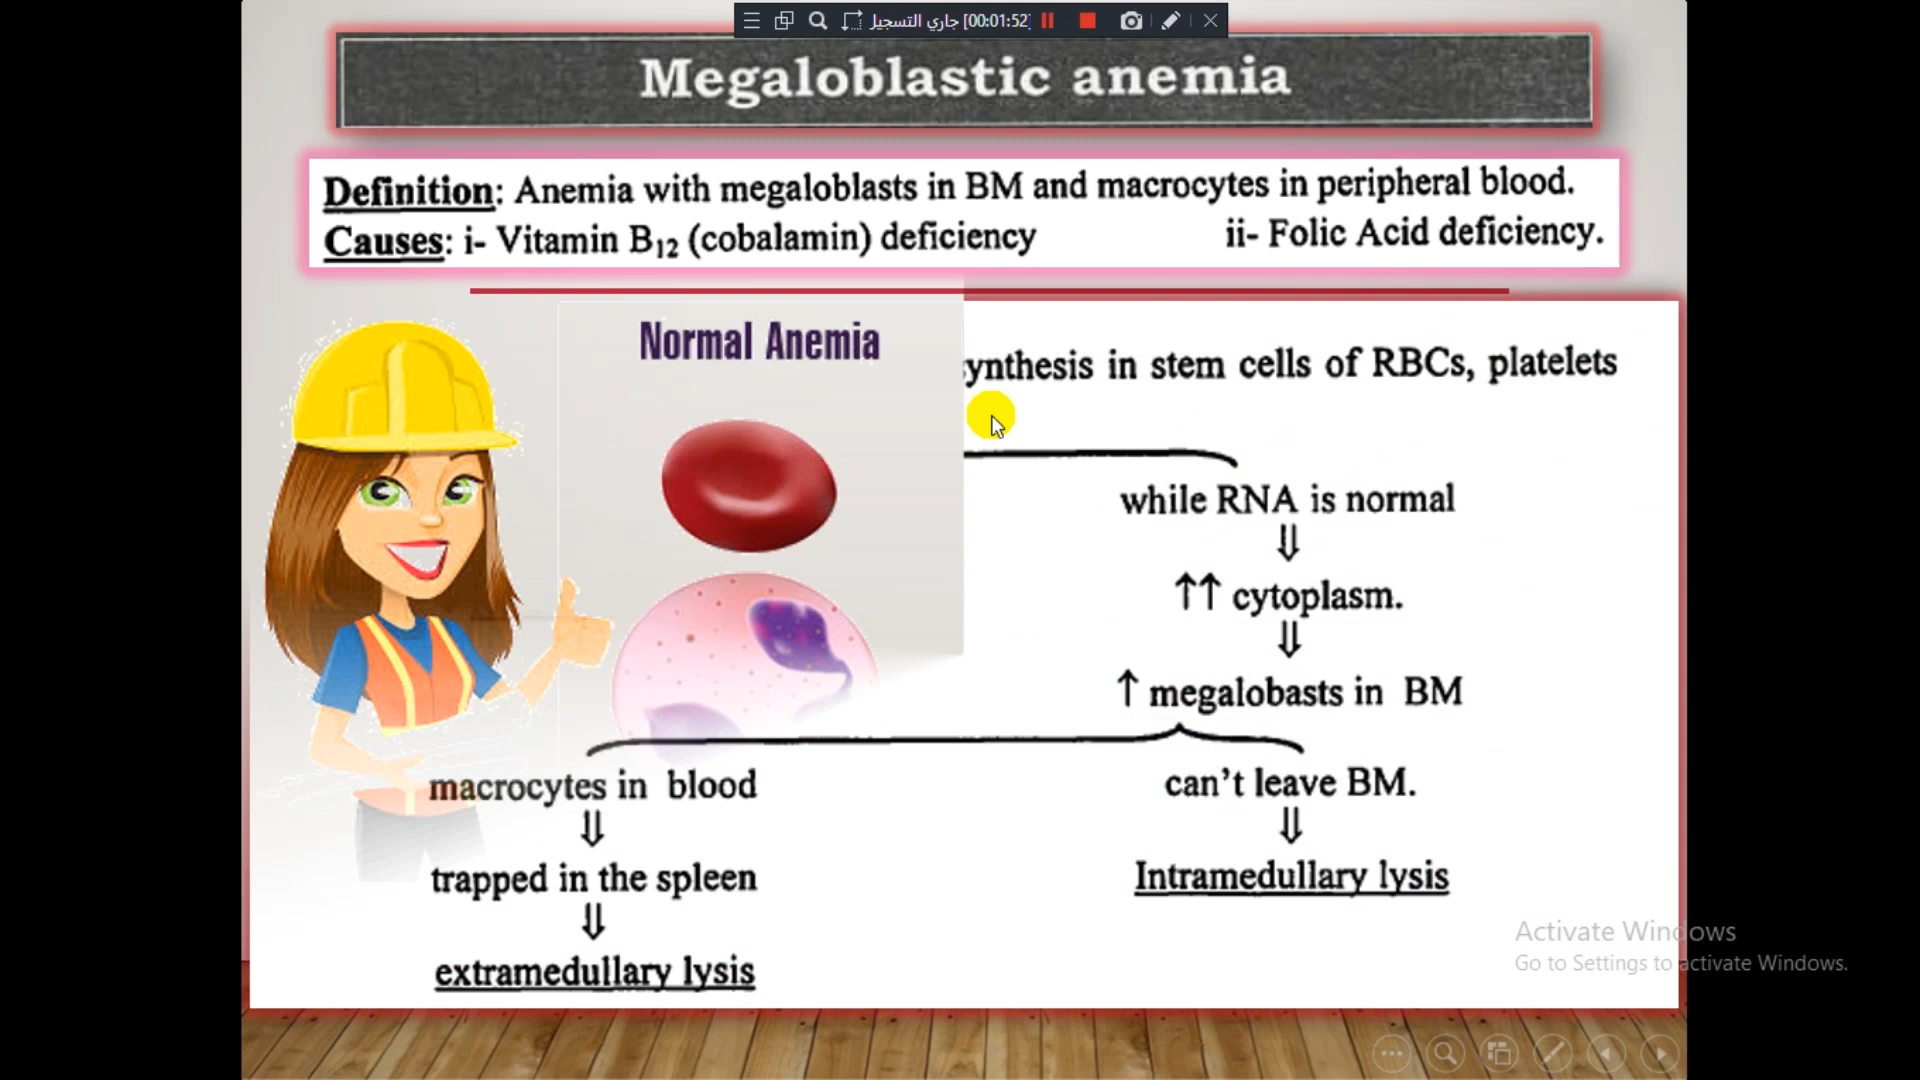 جاري التسجيل [00:01:52]
Megaloblastic anemia
Definition: Anemia with megaloblasts in BM and macrocytes in peripheral blood.
Causes: i- Vitamin B₁₂ (cobalamin) deficiency ii- Folic Acid deficiency.
Normal Anemia
ynthesis in stem cells of RBCs, platelets
while RNA is normal
⇓
↑↑ cytoplasm.
⇓
↑ megalobasts in BM
macrocytes in blood
can't leave BM.
⇓
⇓
trapped in the spleen
Intramedullary lysis
⇓
extramedullary lysis
Activate Windows
Go to Settings to activate Windows.